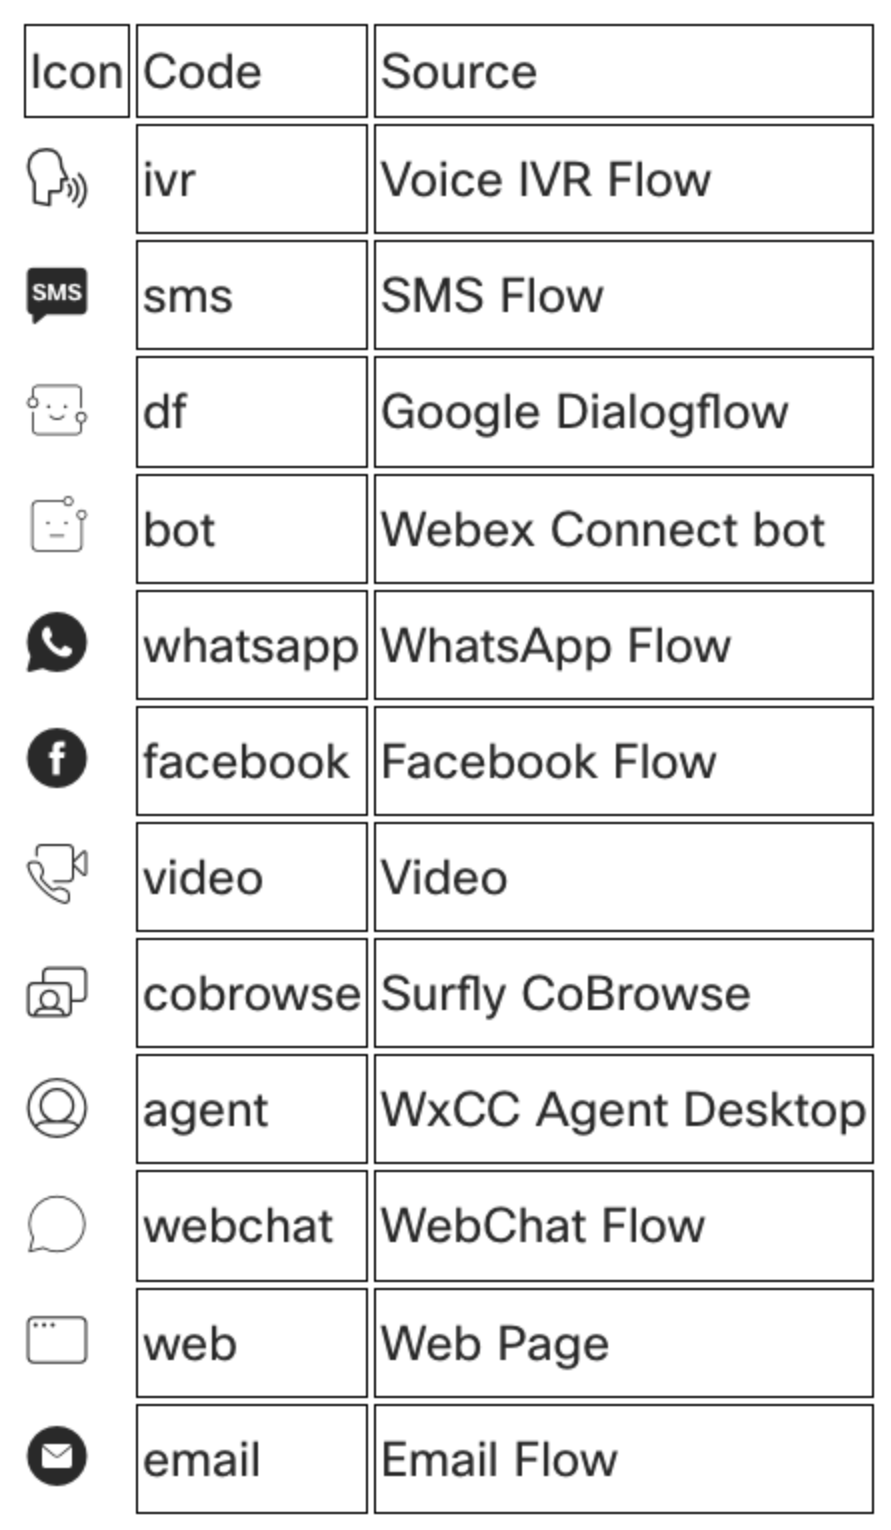 Icon Code Source
ivr Voice IVR Flow
SMS sms SMS Flow
df Google Dialogflow
bot Webex Connect bot
whatsapp WhatsApp Flow
f facebook Facebook Flow
video Video
cobrowse Surfly CoBrowse
agent WxCC Agent Desktop
webchat WebChat Flow
web Web Page
email Email Flow